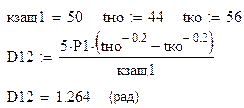 кзаш1 = 50 tно := 44 tко := 56
D12 := 5·P1·(tно^-0.2 − tко^-0.2) / кзаш1
D12 = 1.264 (рад)